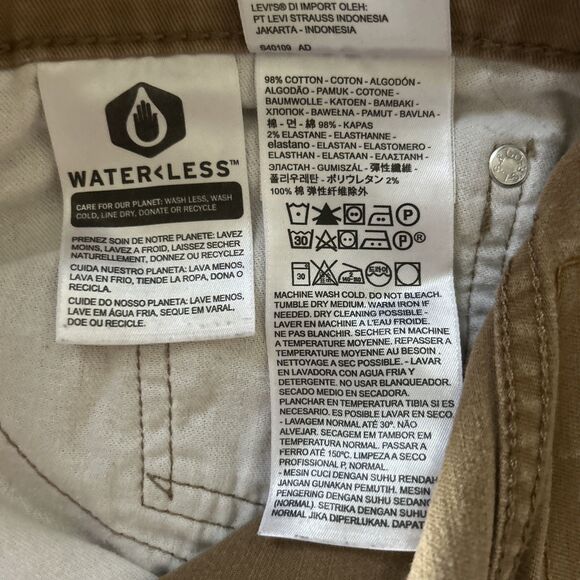 LEVI'S® DI IMPOR OLEH:
PT LEVI STRAUSS INDONESIA
JAKARTA - INDONESIA
640109 AD
WATER<LESS™
CARE FOR OUR PLANET: WASH LESS, WASH
COLD, LINE DRY, DONATE OR RECYCLE
PRENEZ SOIN DE NOTRE PLANETE: LAVEZ
MOINS, LAVEZ A FROID, LAISSEZ SECHER
NATURELLEMENT, DONNEZ OU RECYCLEZ
CUIDA NUESTRO PLANETA: LAVA MENOS,
LAVA EN FRIO, TIENDE LA ROPA, DONA O
RECICLA.
CUIDE DO NOSSO PLANETA: LAVE MENOS,
LAVE EM ÁGUA FRIA, SEQUE EM VARAL,
DOE OU RECICLE.
98% COTTON - COTON - ALGODÓN -
ALGODÃO - PAMUK - COTONE -
BAUMWOLLE - KATOEN - BAMBAKI -
ХЛОПОК - BAWEŁNA - PAMUT - BAVLNA -
棉 - 면 - 綿 98% - KAPAS
2% ELASTANE - ELASTHANNE -
elastano - ELASTAN - ELASTOMERO -
ELASTHAN - ELASTAAN - ΕΛΑΣΤΑΝΗ -
ЭЛАСТАН - GUMISZÁL - 弹性纤维 -
폴리우레탄 - ポリウレタン 2%
100% 棉 弹性纤维除外
P
30 P ®
30 140-160 드라이
MACHINE WASH COLD. DO NOT BLEACH.
TUMBLE DRY MEDIUM. WARM IRON IF
NEEDED. DRY CLEANING POSSIBLE -
LAVER EN MACHINE A L'EAU FROIDE.
NE PAS BLANCHIR. SECHER EN MACHINE
A TEMPERATURE MOYENNE. REPASSER A
TEMPERATURE MOYENNE AU BESOIN .
NETTOYAGE A SEC POSSIBLE. - LAVAR
EN LAVADORA CON AGUA FRIA Y
DETERGENTE. NO USAR BLANQUEADOR.
SECADO MEDIO EN SECADORA.
PLANCHAR EN TEMPERATURA TIBIA SI ES
NECESARIO. ES POSIBLE LAVAR EN SECO
- LAVAGEM NORMAL ATÉ 30º. NÃO
ALVEJAR. SECAGEM EM TAMBOR EM
TEMPERATURA NORMAL. PASSAR A
FERRO ATÉ 150ºC. LIMPEZA A SECO
PROFISSIONAL P, NORMAL.
- MESIN CUCI DENGAN SUHU RENDAH
JANGAN GUNAKAN PEMUTIH. MESIN
PENGERING DENGAN SUHU SEDANG
(NORMAL). SETRIKA DENGAN SUHU
NORMAL JIKA DIPERLUKAN. DAPAT